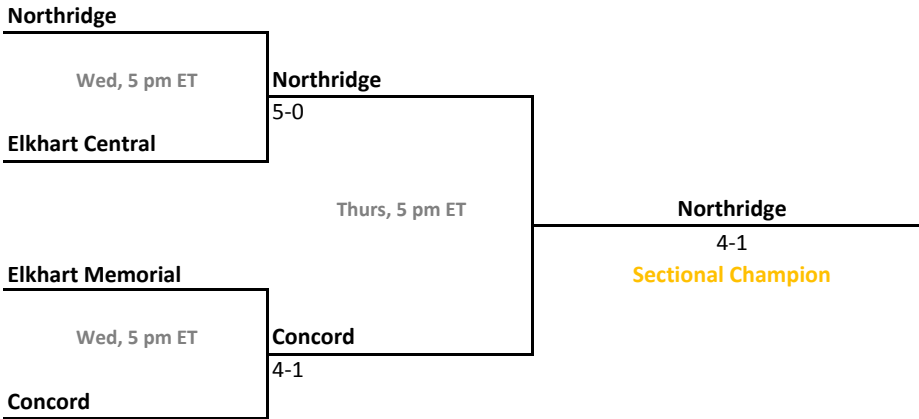 Northridge
Wed, 5 pm ET
Northridge
5-0
Elkhart Central
Thurs, 5 pm ET
Northridge
4-1
Sectional Champion
Elkhart Memorial
Wed, 5 pm ET
Concord
4-1
Concord